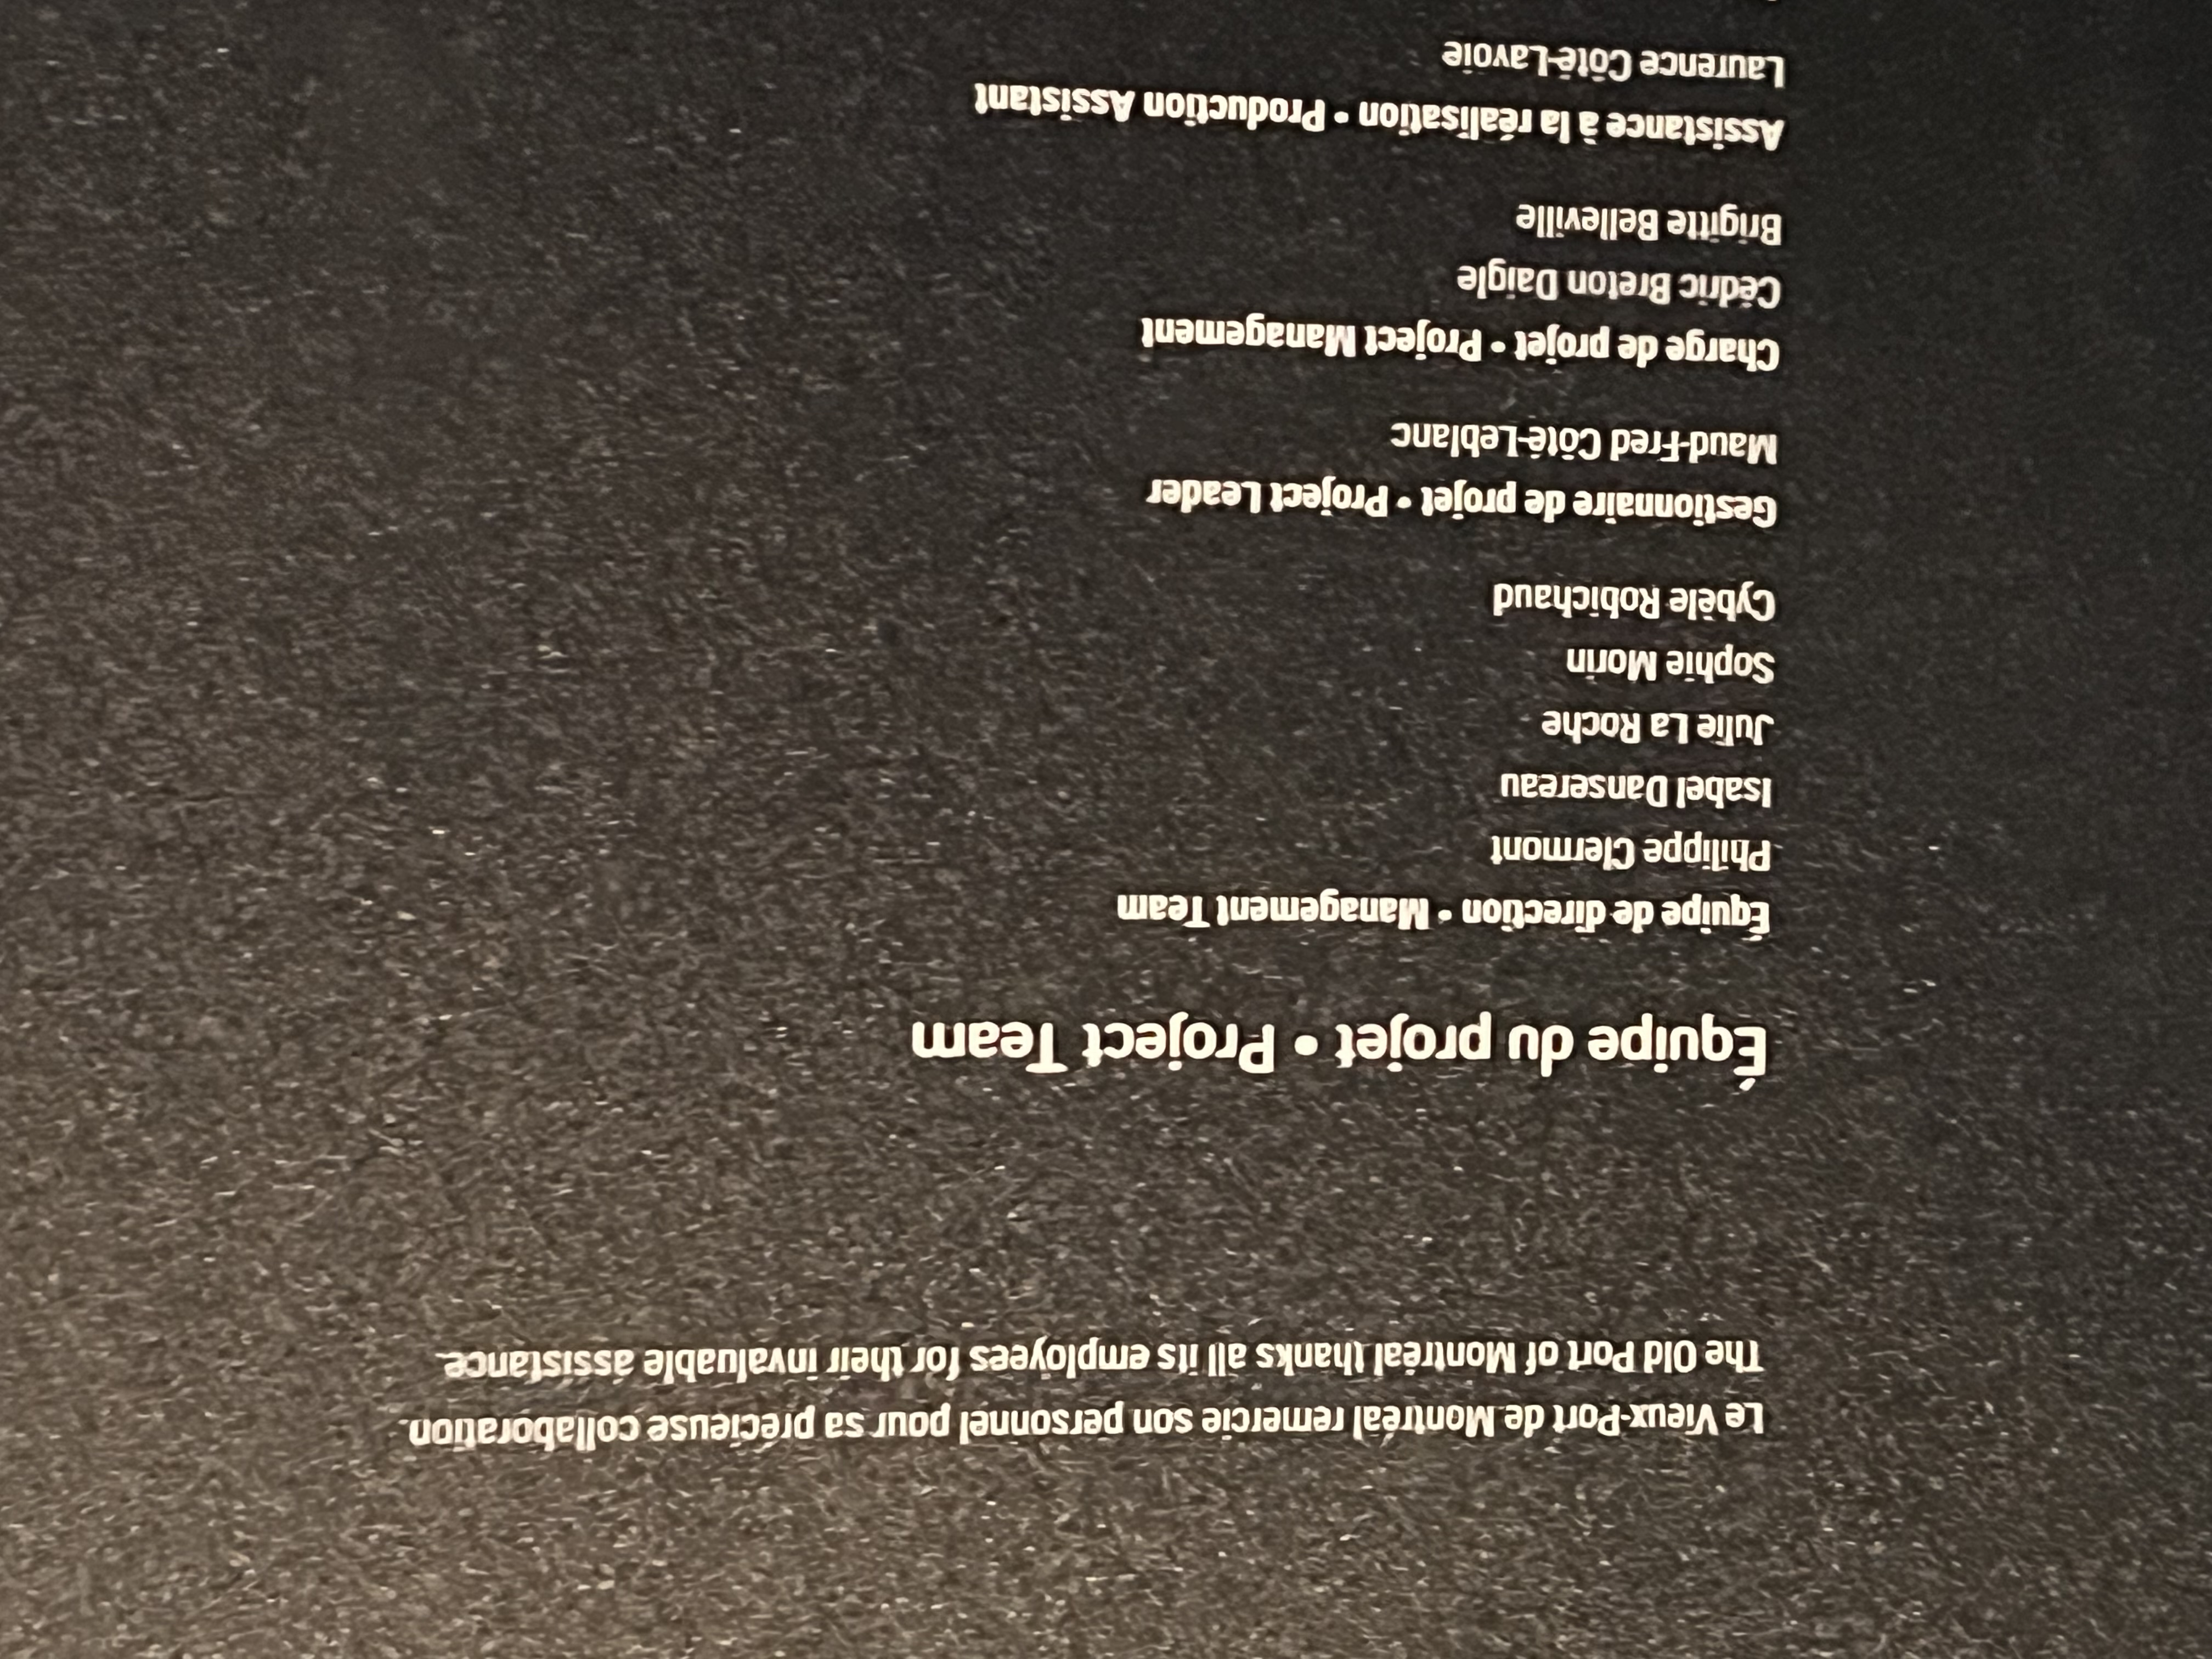 Le Vieux-Port de Montréal remercie son personnel pour sa précieuse collaboration.
The Old Port of Montréal thanks all its employees for their invaluable assistance.
Équipe du projet • Project Team
Équipe de direction • Management Team
Philippe Clermont
Isabel Dansereau
Julie La Roche
Sophie Morin
Cybèle Robichaud
Gestionnaire de projet • Project Leader
Maud-Fred Côté-Leblanc
Charge de projet • Project Management
Cédric Breton Daigle
Brigitte Belleville
Assistance à la réalisation • Production Assistant
Laurence Côté-Lavoie